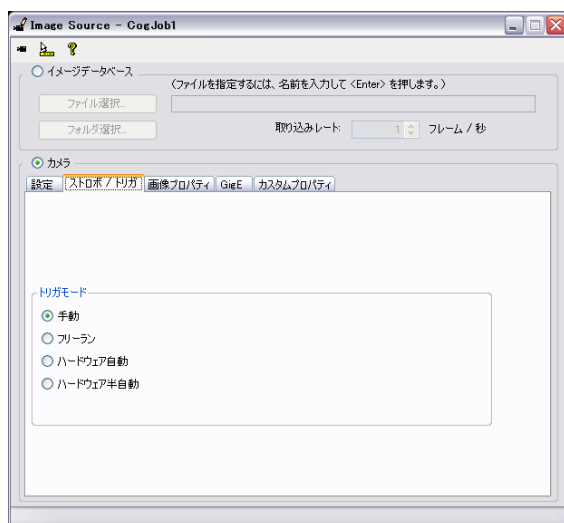 Image Source - CogJob1
イメージデータベース
(ファイルを指定するには、名前を入力して <Enter> を押します。)
ファイル選択...
フォルダ選択...
取り込みレート:
1
フレーム / 秒
カメラ
設定 ストロボ / トリガ 画像プロパティ GigE カスタムプロパティ
トリガモード
手動
フリーラン
ハードウェア自動
ハードウェア半自動